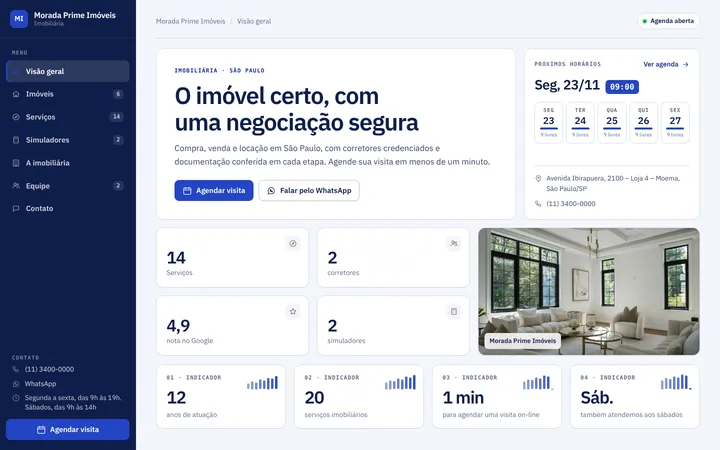 MI
Morada Prime Imóveis
Imobiliária
MENU
Visão geral
Imóveis 6
Serviços 14
Simuladores 2
A imobiliária
Equipe 2
Contato
CONTATO
(11) 3400-0000
WhatsApp
Segunda a sexta, das 9h às 19h.
Sábados, das 9h às 14h
Agendar visita
Morada Prime Imóveis / Visão geral
Agenda aberta
IMOBILIÁRIA · SÃO PAULO
O imóvel certo, com
uma negociação segura
Compra, venda e locação em São Paulo, com corretores credenciados e
documentação conferida em cada etapa. Agende sua visita em menos de um minuto.
Agendar visita
Falar pelo WhatsApp
PRÓXIMOS HORÁRIOS
Ver agenda →
Seg, 23/11 09:00
SEG TER QUA QUI SEX
23 24 25 26 27
9 livres 9 livres 9 livres 9 livres 9 livres
Avenida Ibirapuera, 2100 – Loja 4 – Moema,
São Paulo/SP
(11) 3400-0000
14
Serviços
2
corretores
4,9
nota no Google
2
simuladores
Morada Prime Imóveis
01 · INDICADOR
12
anos de atuação
02 · INDICADOR
20
serviços imobiliários
03 · INDICADOR
1 min
para agendar uma visita on-line
04 · INDICADOR
Sáb.
também atendemos aos sábados